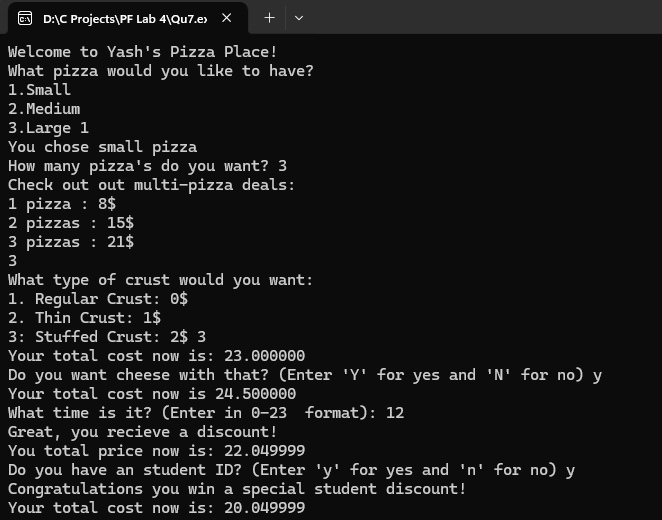 D:\C Projects\PF Lab 4\Qu7.ex
Welcome to Yash's Pizza Place!
What pizza would you like to have?
1.Small
2.Medium
3.Large 1
You chose small pizza
How many pizza's do you want? 3
Check out out multi-pizza deals:
1 pizza : 8$
2 pizzas : 15$
3 pizzas : 21$
3
What type of crust would you want:
1. Regular Crust: 0$
2. Thin Crust: 1$
3: Stuffed Crust: 2$ 3
Your total cost now is: 23.000000
Do you want cheese with that? (Enter 'Y' for yes and 'N' for no) y
Your total cost now is 24.500000
What time is it? (Enter in 0-23  format): 12
Great, you recieve a discount!
You total price now is: 22.049999
Do you have an student ID? (Enter 'y' for yes and 'n' for no) y
Congratulations you win a special student discount!
Your total cost now is: 20.049999